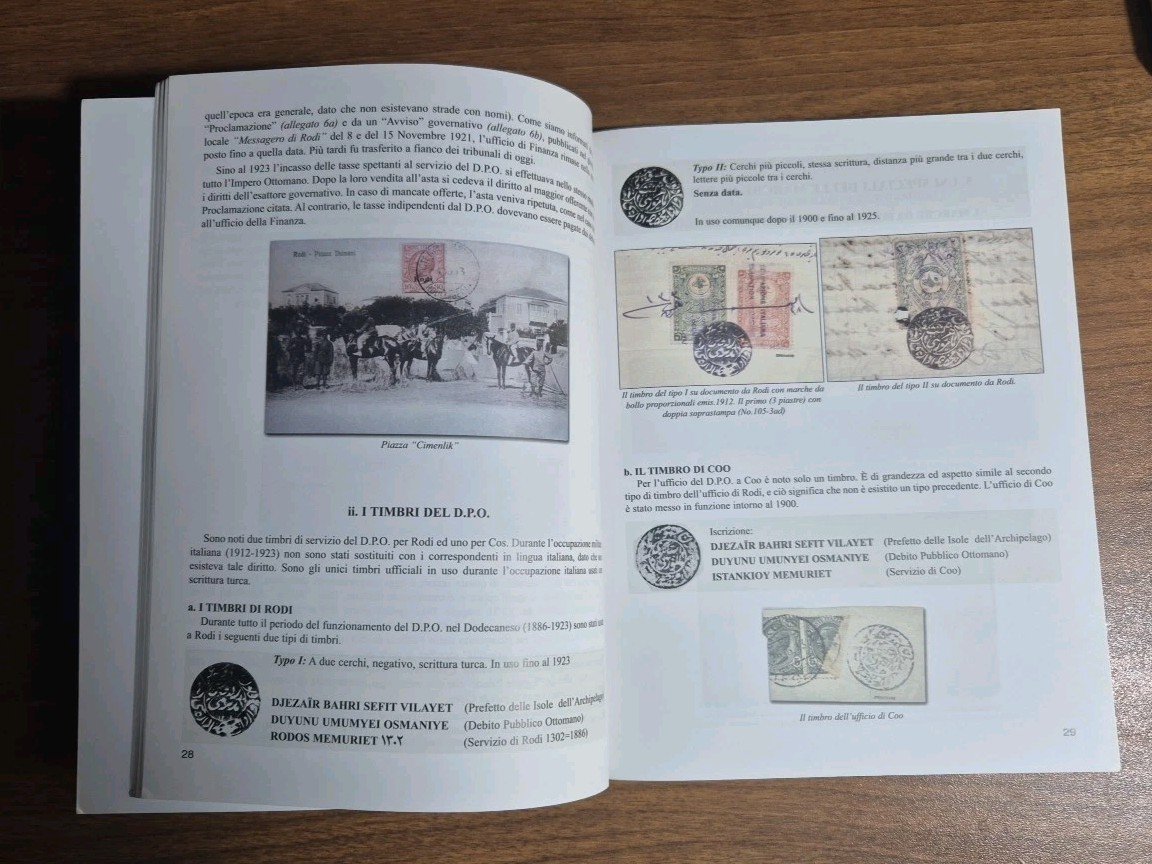 quell'epoca era generale, dato che non esistevano strade con nomi). Come siamo informati
"Proclamazione" (allegato 6a) e da un "Avviso" governativo (allegato 6b), pubblicati nel
locale "Messagero di Rodi" del 8 e del 15 Novembre 1921, l'ufficio di Finanza rimase
posto fino a quella data. Più tardi fu trasferito a fianco dei tribunali di oggi.
Sino al 1923 l'incasso delle tasse spettanti al servizio del D.P.O. si effettuava nello stesso
tutto l'Impero Ottomano. Dopo la loro vendita all'asta si cedeva il diritto al maggior offerente
i diritti dell'esattore governativo. In caso di mancate offerte, l'asta veniva ripetuta, come nel
Proclamazione citata. Al contrario, le tasse indipendenti dal D.P.O. dovevano essere pagate
all'ufficio della Finanza.
Rodi - Piazza
Rodi
Piazza "Cimenlik"
ii. I TIMBRI DEL D.P.O.
Sono noti due timbri di servizio del D.P.O. per Rodi ed uno per Cos. Durante l'occupazione
italiana (1912-1923) non sono stati sostituiti con i correspondenti in lingua italiana, dato che
esisteva tale diritto. Sono gli unici timbri ufficiali in uso durante l'occupazione italiana
scrittura turca.
a. I TIMBRI DI RODI
Durante tutto il periodo del funzionamento del D.P.O. nel Dodecaneso (1886-1923) sono stati
a Rodi i seguenti due tipi di timbri.
Typo I: A due cerchi, negativo, scrittura turca. In uso fino al 1923
DJEZAÏR BAHRI SEFIT VILAYET (Prefetto delle Isole dell'Archipelago
DUYUNU UMUMYEI OSMANIYE (Debito Pubblico Ottomano)
RODOS MEMURIET ١٣٠٢ (Servizio di Rodi 1302=1886)
28
Typo II: Cerchi più piccoli, stessa scrittura, distanza più grande tra i due cerchi,
lettere più piccole tra i cerchi.
Senza data.
In uso comunque dopo il 1900 e fino al 1925.
Il timbro del tipo I su documento da Rodi con marche da
bollo proporzionali emis.1912. Il primo (3 piastre) con
doppia soprastampa (No.105-3ad)
Il timbro del tipo II su documento da Rodi.
b. IL TIMBRO DI COO
Per l'ufficio del D.P.O. a Coo è noto solo un timbro. È di grandezza ed aspetto simile al secondo
tipo di timbro dell'ufficio di Rodi, e ciò significa che non è esistito un tipo precedente. L'ufficio di Coo
è stato messo in funzione intorno al 1900.
Iscrizione:
DJEZAÏR BAHRI SEFIT VILAYET (Prefetto delle Isole dell'Archipelago)
DUYUNU UMUNYEI OSMANIYE (Debito Pubblico Ottomano)
ISTANKIOY MEMURIET (Servizio di Coo)
Il timbro dell'ufficio di Coo
29